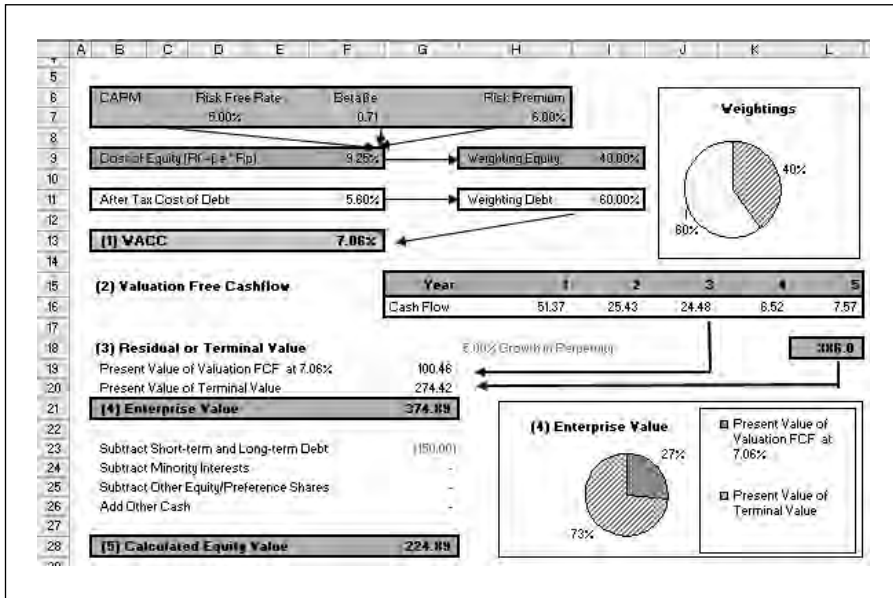 A B C D E F G H I J K L
5
6 CAPM Risk Free Rate Beta Be Risk Premium
7 5.00% 0.71 6.00%
8
9 Cost of Equity 9.25% Weighting Equity 40.00%
10
11 After Tax Cost of Debt 5.60% Weighting Debt 60.00%
12
13 (1) WACC 7.06%
14
Weightings
40%
60%
15 (2) Valuation Free Cashflow Year 1 2 3 4 5
16 Cash Flow 51.37 25.43 24.48 6.52 7.57
17
18 (3) Residual or Terminal Value 5.00% Growth in Perpetuity 386.0
19 Present Value of Valuation FCF at 7.06% 100.46
20 Present Value of Terminal Value 274.42
21 (4) Enterprise Value 374.89
22
23 Subtract Short-term and Long-term Debt (150.00)
24 Subtract Minority Interests -
25 Subtract Other Equity/Preference Shares -
26 Add Other Cash -
27
28 (5) Calculated Equity Value 224.89
(4) Enterprise Value
27%
73%
Present Value of
Valuation FCF at
7.06%
Present Value of
Terminal Value